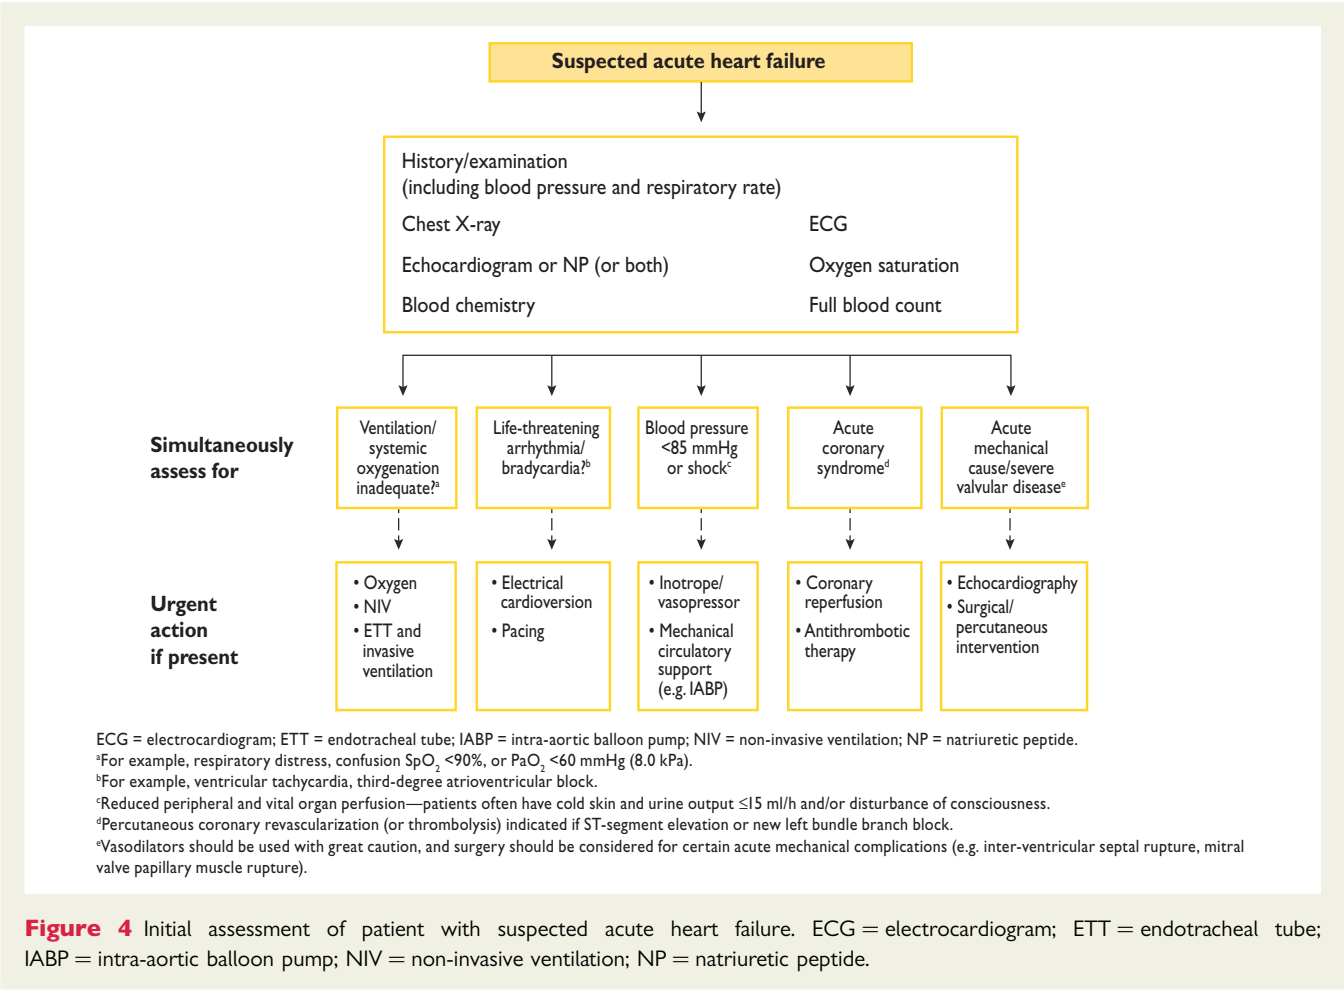 Suspected acute heart failure
History/examination
(including blood pressure and respiratory rate)
Chest X-ray
ECG
Echocardiogram or NP (or both)
Oxygen saturation
Blood chemistry
Full blood count
Simultaneously
assess for
Ventilation/
systemic
oxygenation
inadequate?a
Life-threatening
arrhythmia/
bradycardia?b
Blood pressure
<85 mmHg
or shockc
Acute
coronary
syndromed
Acute
mechanical
cause/severe
valvular diseasee
Urgent
action
if present
• Oxygen
• NIV
• ETT and
invasive
ventilation
• Electrical
cardioversion
• Pacing
• Inotrope/
vasopressor
• Mechanical
circulatory
support
(e.g. IABP)
• Coronary
reperfusion
• Antithrombotic
therapy
• Echocardiography
• Surgical/
percutaneous
intervention
ECG = electrocardiogram; ETT = endotracheal tube; IABP = intra-aortic balloon pump; NIV = non-invasive ventilation; NP = natriuretic peptide.
aFor example, respiratory distress, confusion SpO2 <90%, or PaO2 <60 mmHg (8.0 kPa).
bFor example, ventricular tachycardia, third-degree atrioventricular block.
cReduced peripheral and vital organ perfusion—patients often have cold skin and urine output ≤15 ml/h and/or disturbance of consciousness.
dPercutaneous coronary revascularization (or thrombolysis) indicated if ST-segment elevation or new left bundle branch block.
eVasodilators should be used with great caution, and surgery should be considered for certain acute mechanical complications (e.g. inter-ventricular septal rupture, mitral
valve papillary muscle rupture).
Figure 4 Initial assessment of patient with suspected acute heart failure. ECG = electrocardiogram; ETT = endotracheal tube;
IABP = intra-aortic balloon pump; NIV = non-invasive ventilation; NP = natriuretic peptide.